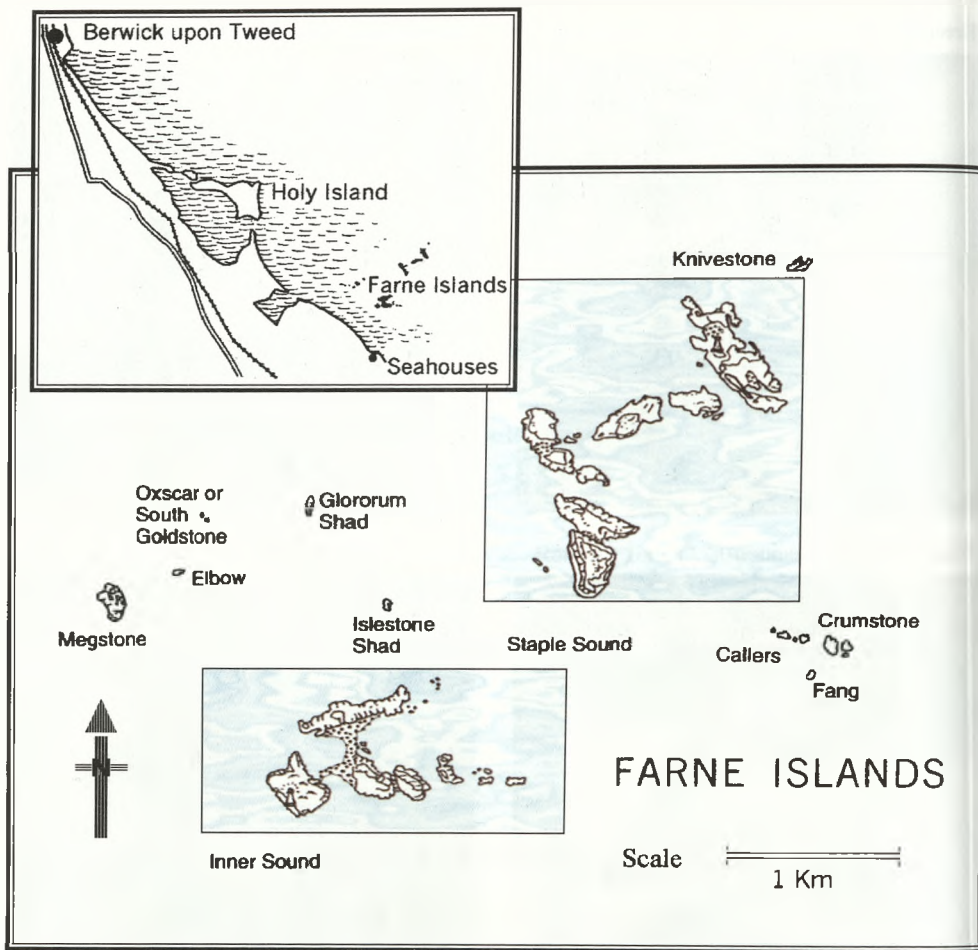 Berwick upon Tweed
Holy Island
Farne Islands
Seahouses
Knivestone
Oxscar or
South
Goldstone
Glororum
Shad
Elbow
Megstone
Islestone
Shad
Staple Sound
Crumstone
Callers
Fang
N
FARNE ISLANDS
Inner Sound
Scale
1 Km